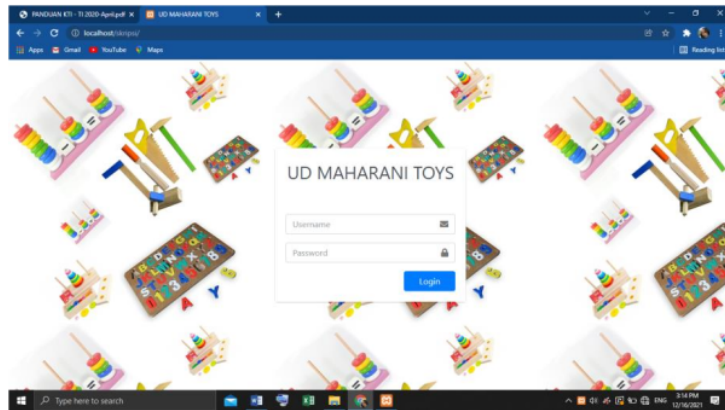 PANDUAN KTI - TI 2020-April.pdf
UD MAHARANI TOYS
localhost/skripsi/
Apps Gmail YouTube Maps
Reading list
UD MAHARANI TOYS
Username
Password
Login
Type here to search
ENG
3:14 PM
12/16/2021